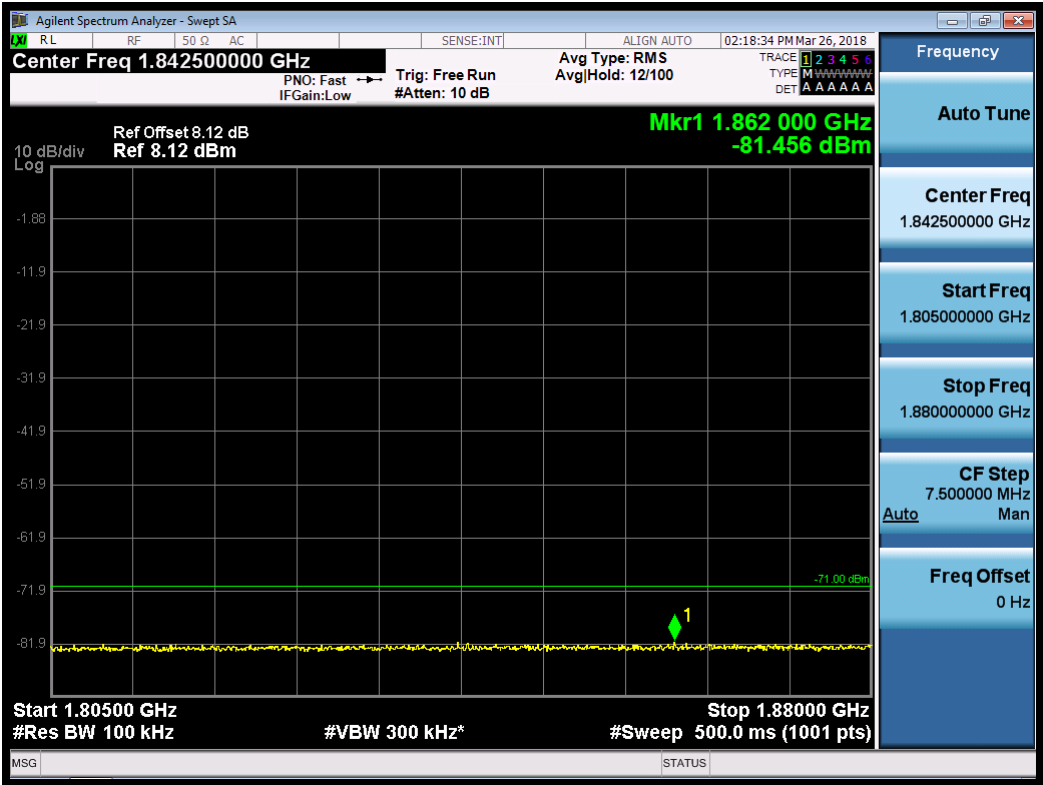 Agilent Spectrum Analyzer - Swept SA
LXI RL RF 50 Ω AC SENSE:INT ALIGN AUTO 02:18:34 PM Mar 26, 2018
Center Freq 1.842500000 GHz
PNO: Fast
IFGain:Low
Trig: Free Run
#Atten: 10 dB
Avg Type: RMS
Avg|Hold: 12/100
TRACE 1 2 3 4 5 6
TYPE M WWWWW
DET A A A A A A
Mkr1 1.862 000 GHz
-81.456 dBm
Ref Offset 8.12 dB
Ref 8.12 dBm
10 dB/div
Log
-1.88
-11.9
-21.9
-31.9
-41.9
-51.9
-61.9
-71.9
-81.9
-71.00 dBm
1
Start 1.80500 GHz
Stop 1.88000 GHz
#Res BW 100 kHz
#VBW 300 kHz*
#Sweep 500.0 ms (1001 pts)
MSG
STATUS
Frequency
Auto Tune
Center Freq
1.842500000 GHz
Start Freq
1.805000000 GHz
Stop Freq
1.880000000 GHz
CF Step
7.500000 MHz
Auto Man
Freq Offset
0 Hz